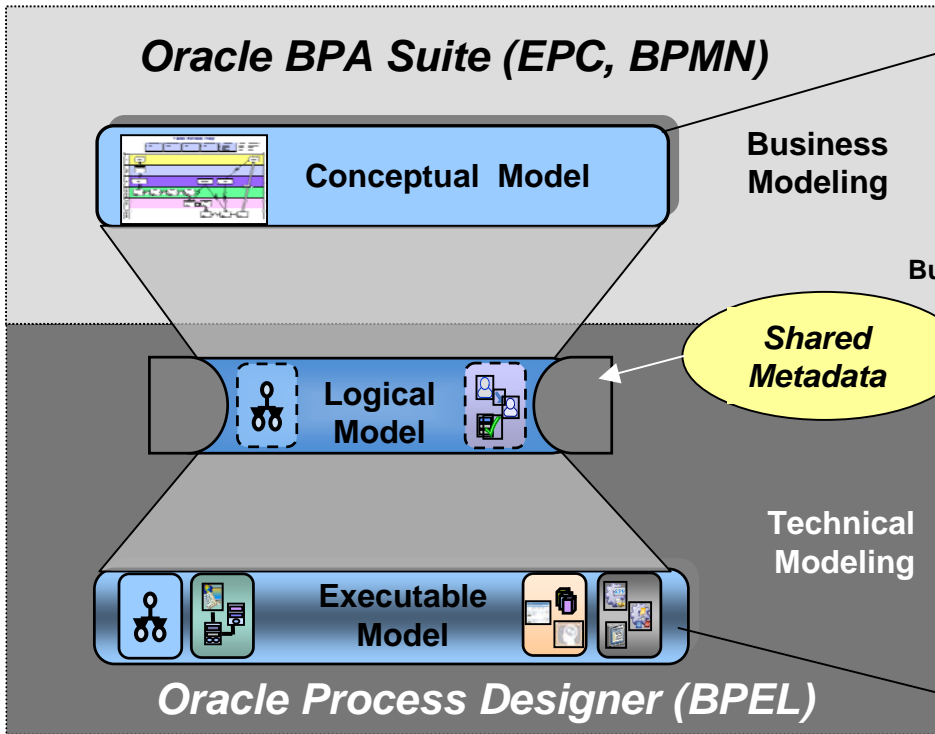 Oracle BPA Suite (EPC, BPMN)
Conceptual Model
Business
Modeling
Bu
Shared
Metadata
Logical
Model
Technical
Modeling
Executable
Model
Oracle Process Designer (BPEL)